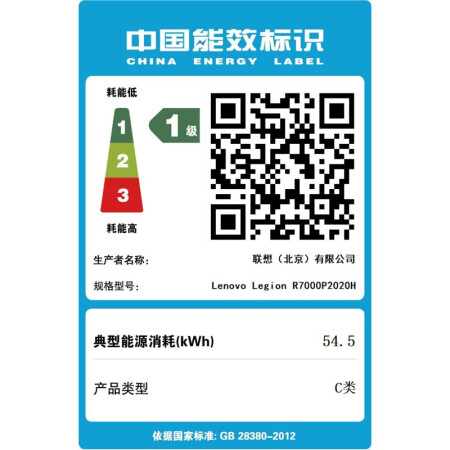 中国能效标识
CHINA ENERGY LABEL
耗能低
1
2
3
1级
耗能高
生产者名称： 联想（北京）有限公司
规格型号： Lenovo Legion R7000P2020H
典型能源消耗(kWh) 54.5
产品类型 C类
依据国家标准: GB 28380-2012